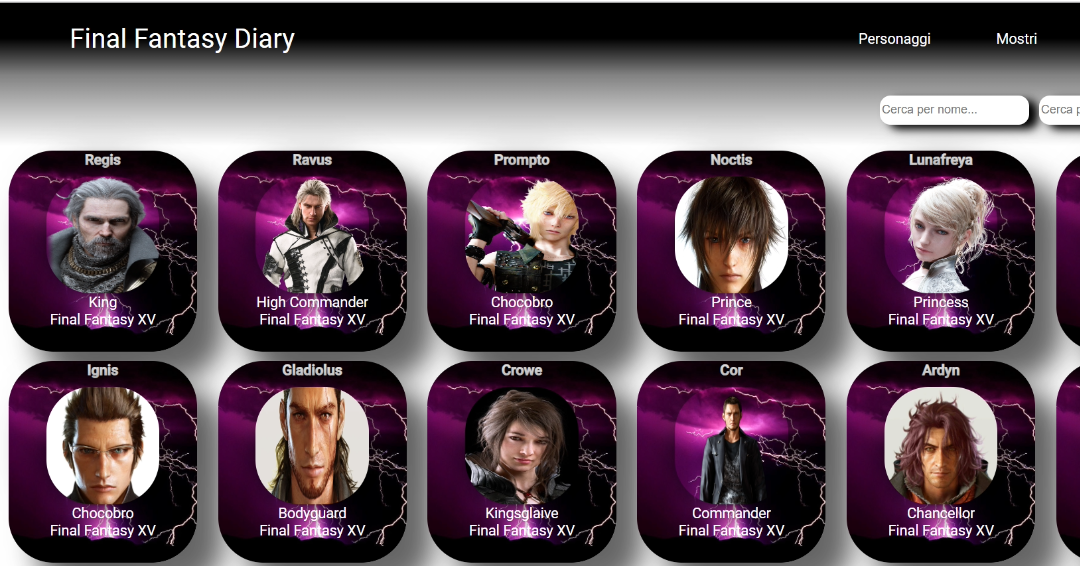 Final Fantasy Diary
Personaggi Mostri
Cerca per nome... Cerca p
Regis Ravus Prompto Noctis Lunafreya
King High Commander Chocobro Prince Princess
Final Fantasy XV Final Fantasy XV Final Fantasy XV Final Fantasy XV Final Fantasy XV
Ignis Gladiolus Crowe Cor Ardyn
Chocobro Bodyguard Kingsglaive Commander Chancellor
Final Fantasy XV Final Fantasy XV Final Fantasy XV Final Fantasy XV Final Fantasy XV